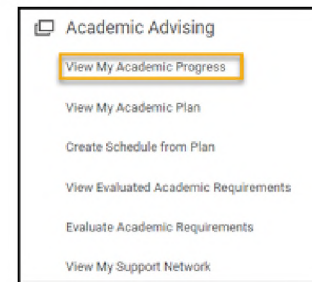 Academic Advising
View My Academic Progress
View My Academic Plan
Create Schedule from Plan
View Evaluated Academic Requirements
Evaluate Academic Requirements
View My Support Network